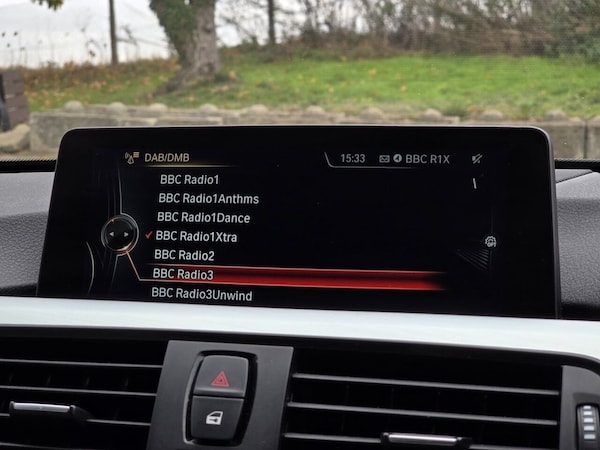 DAB/DMB 15:33 BBC R1X
BBC Radio1
BBC Radio1Anthms
BBC Radio1Dance
BBC Radio1Xtra
BBC Radio2
BBC Radio3
BBC Radio3Unwind